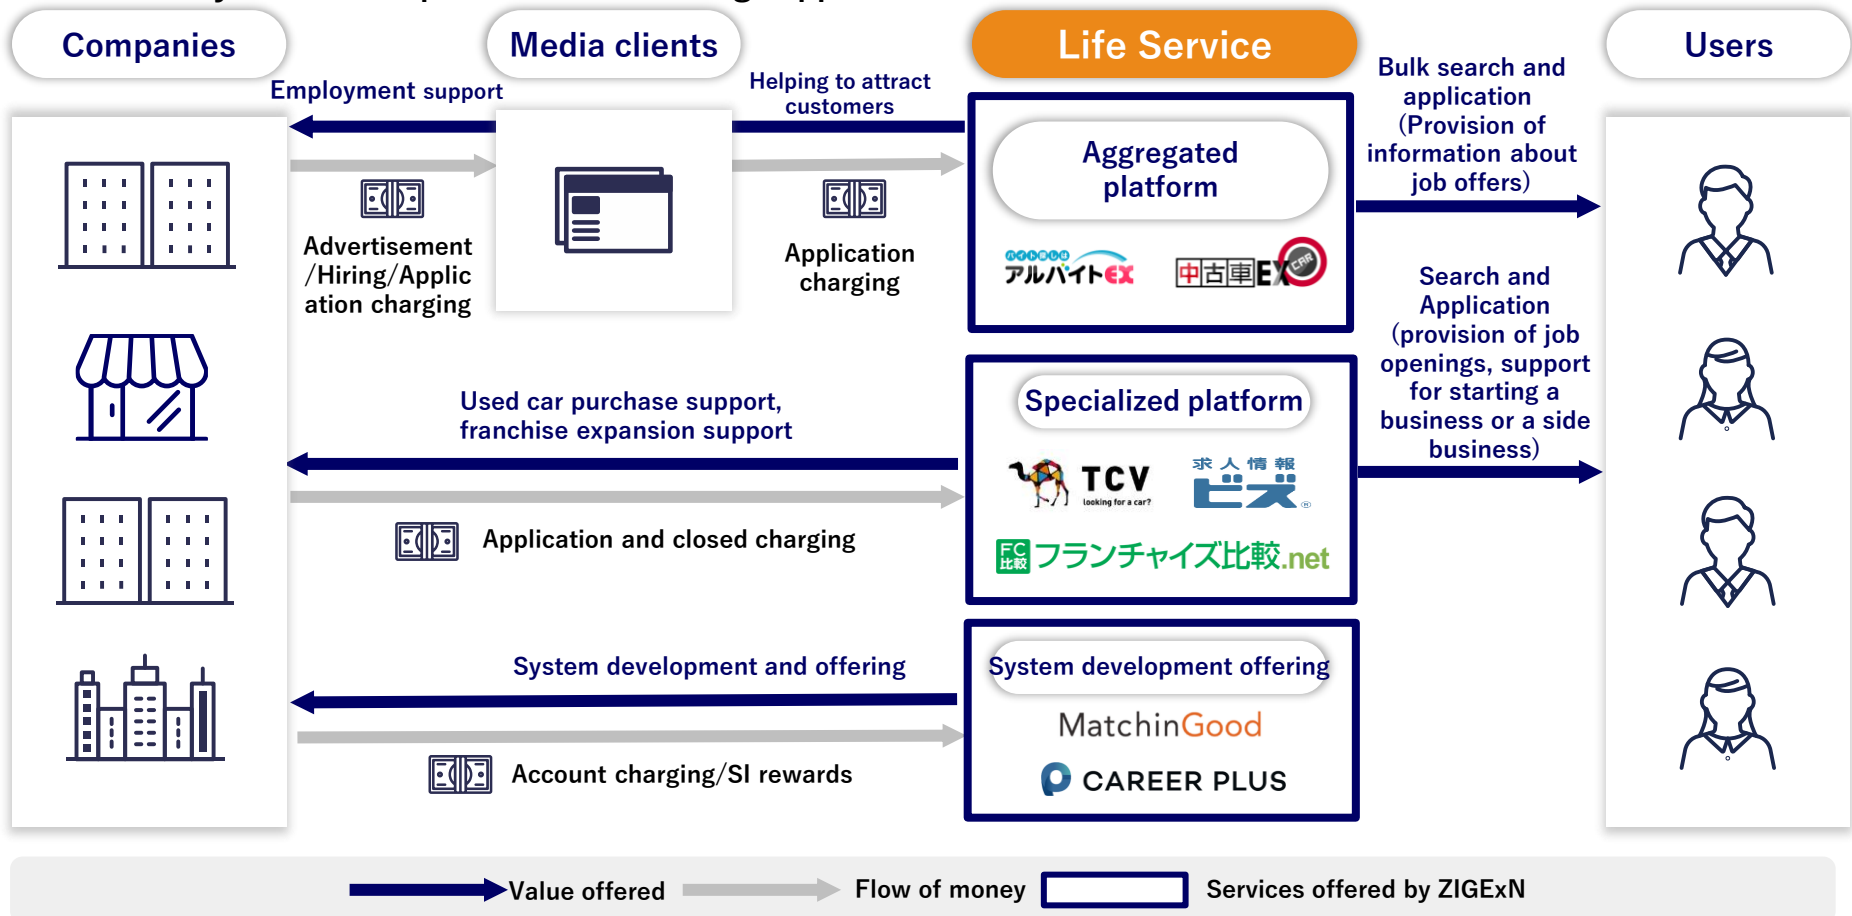 Companies
Media clients
Life Service
Users
Employment support
Helping to attract
customers
Bulk search and
application
(Provision of
information about
job offers)
Aggregated
platform
バイト探しは
アルバイトEX
中古車EX
CAR
Advertisement
/Hiring/Applic
ation charging
Application
charging
Search and
Application
(provision of job
openings, support
for starting a
business or a side
business)
Used car purchase support,
franchise expansion support
Specialized platform
TCV
looking for a car?
求人情報
ビズ®
Application and closed charging
FC
比較
フランチャイズ比較.net
System development and offering
System development offering
MatchinGood
CAREER PLUS
Account charging/SI rewards
Value offered
Flow of money
Services offered by ZIGExN